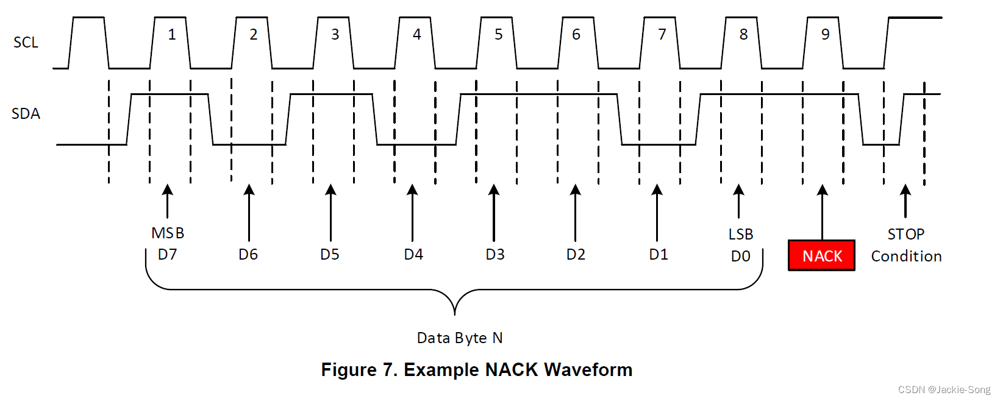 SCL 1 2 3 4 5 6 7 8 9
SDA
MSB LSB STOP
D7 D6 D5 D4 D3 D2 D1 D0 NACK Condition
Data Byte N
Figure 7. Example NACK Waveform
CSDN @Jackie-Song